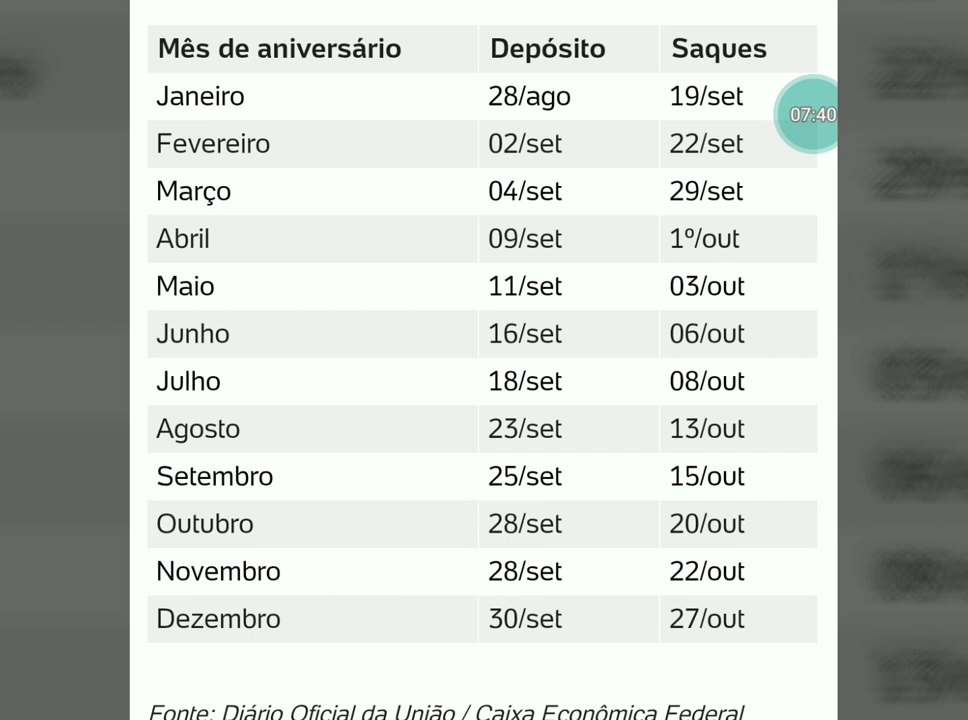 Mês de aniversário Depósito Saques
Janeiro 28/ago 19/set
07:40
Fevereiro 02/set 22/set
Março 04/set 29/set
Abril 09/set 1º/out
Maio 11/set 03/out
Junho 16/set 06/out
Julho 18/set 08/out
Agosto 23/set 13/out
Setembro 25/set 15/out
Outubro 28/set 20/out
Novembro 28/set 22/out
Dezembro 30/set 27/out
Fonte: Diário Oficial da União / Caixa Econômica Federal